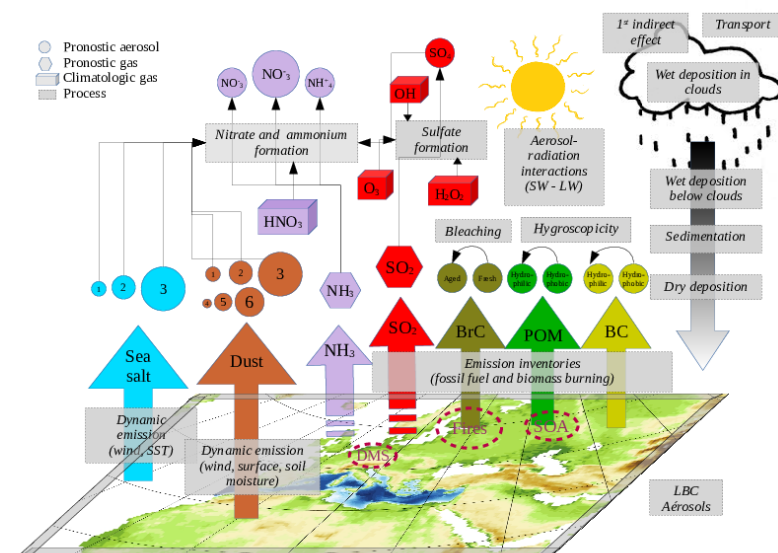 Pronostic aerosol
Pronostic gas
Climatologic gas
Process
1st indirect
effect
Transport
Wet deposition in
clouds
NO-3
NO-3
NH+4
SO4
OH
Nitrate and ammonium
formation
Sulfate
formation
Aerosol-
radiation
interactions
(SW - LW)
O3
H2O2
HNO3
Wet deposition
below clouds
Sedimentation
Dry deposition
Bleaching
Hygroscopicity
1
2
3
1
2
3
4
5
6
NH3
SO2
Aged
Fresh
Hydro-
philic
Hydro-
phobic
Hydro-
philic
Hydro-
phobic
Sea
salt
Dust
NH3
SO2
BrC
POM
BC
Emission inventories
(fossil fuel and biomass burning)
Dynamic
emission
(wind, SST)
Dynamic emission
(wind, surface, soil
moisture)
DMS
Fires
SOA
LBC
Aérosols